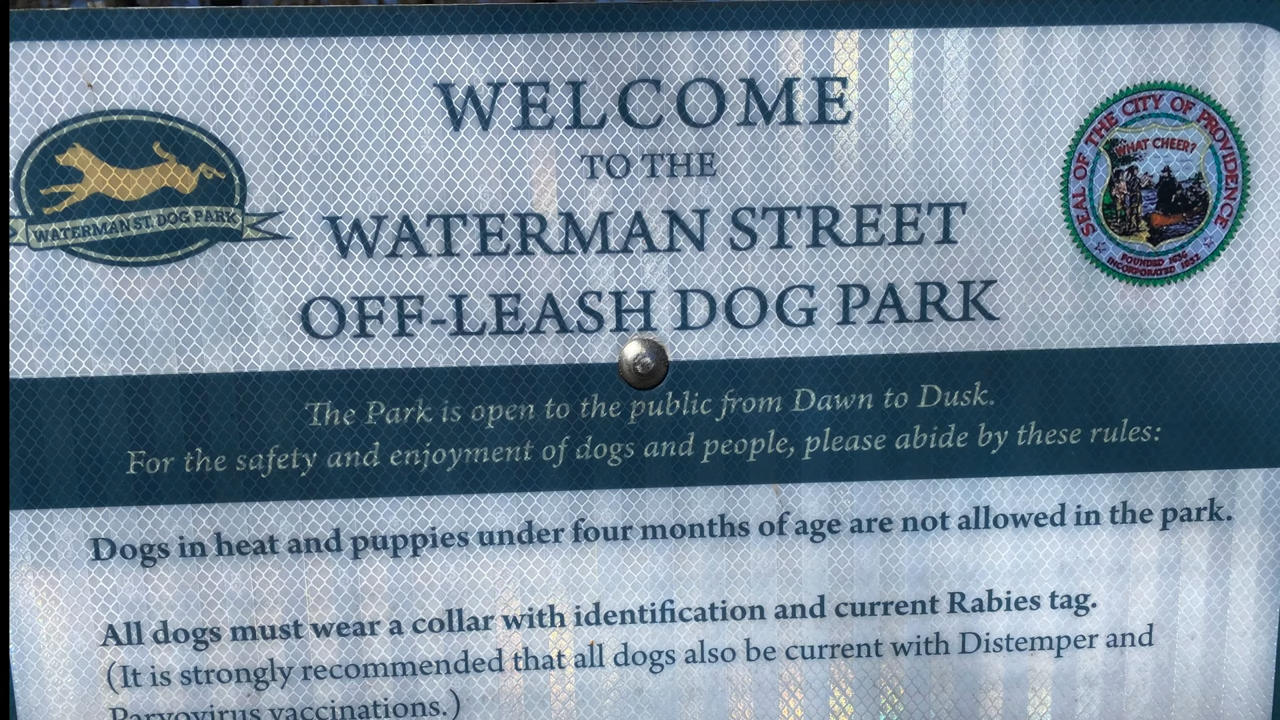 WELCOME
TO THE
WATERMAN STREET
OFF-LEASH DOG PARK
WATERMAN ST. DOG PARK
SEAL OF THE CITY OF PROVIDENCE
WHAT CHEER?
FOUNDED 1636
INCORPORATED 1832
The Park is open to the public from Dawn to Dusk.
For the safety and enjoyment of dogs and people, please abide by these rules:
Dogs in heat and puppies under four months of age are not allowed in the park.
All dogs must wear a collar with identification and current Rabies tag.
(It is strongly recommended that all dogs also be current with Distemper and
Parvovirus vaccinations.)